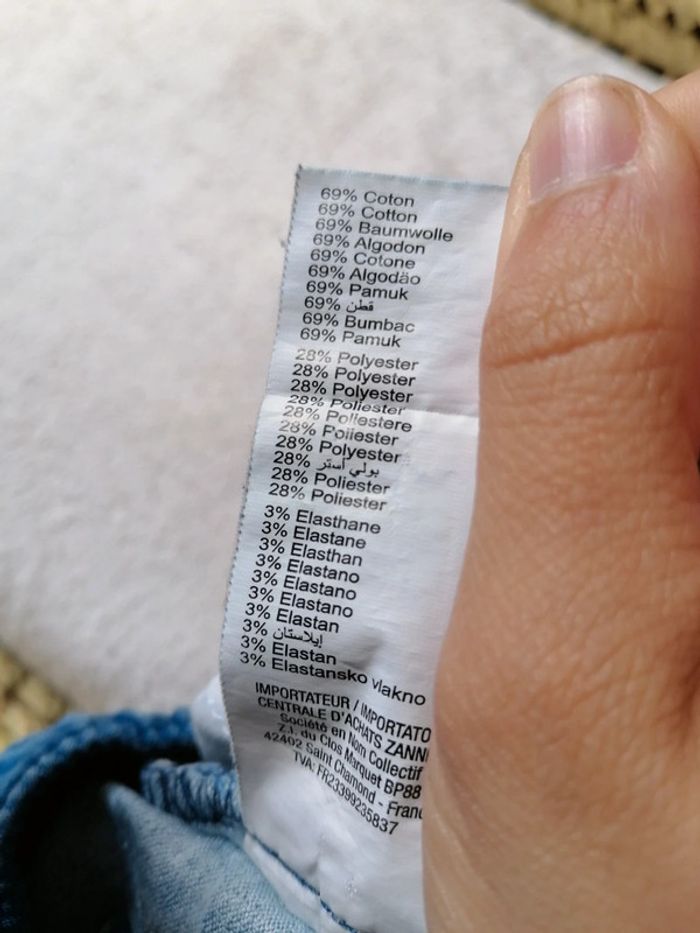 69% Coton
69% Cotton
69% Baumwolle
69% Algodon
69% Cotone
69% Algodão
69% Pamuk
69% قطن
69% Bumbac
69% Pamuk
28% Polyester
28% Polyester
28% Polyester
28% Poliester
28% Poliestere
28% Poliester
28% Polyester
28% بولي أستر
28% Poliester
28% Poliester
3% Elasthane
3% Elastane
3% Elasthan
3% Elastano
3% Elastano
3% Elastano
3% Elastan
3% إيلاستان
3% Elastan
3% Elastansko vlakno
IMPORTATEUR / IMPORTATO
CENTRALE D'ACHATS ZANNI
Société en Nom Collectif
Z.I. du Clos Marquet BP88
42402 Saint Chamond - Franc
TVA: FR23399235837